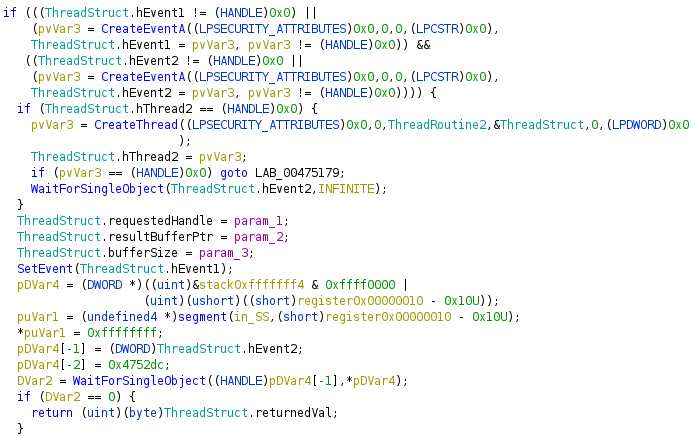 if (((ThreadStruct.hEvent1 != (HANDLE)0x0) ||
(pvVar3 = CreateEventA((LPSECURITY_ATTRIBUTES)0x0,0,0,(LPCSTR)0x0),
ThreadStruct.hEvent1 = pvVar3, pvVar3 != (HANDLE)0x0)) &&
((ThreadStruct.hEvent2 != (HANDLE)0x0 ||
(pvVar3 = CreateEventA((LPSECURITY_ATTRIBUTES)0x0,0,0,(LPCSTR)0x0),
ThreadStruct.hEvent2 = pvVar3, pvVar3 != (HANDLE)0x0)))) {
if (ThreadStruct.hThread2 == (HANDLE)0x0) {
pvVar3 = CreateThread((LPSECURITY_ATTRIBUTES)0x0,0,ThreadRoutine2,&ThreadStruct,0,(LPDWORD)0x0
);
ThreadStruct.hThread2 = pvVar3;
if (pvVar3 == (HANDLE)0x0) goto LAB_00475179;
WaitForSingleObject(ThreadStruct.hEvent2,INFINITE);
}
ThreadStruct.requestedHandle = param_1;
ThreadStruct.resultBufferPtr = param_2;
ThreadStruct.bufferSize = param_3;
SetEvent(ThreadStruct.hEvent1);
pDVar4 = (DWORD *)((uint)&stack0xfffffff4 & 0xffff0000 |
(uint)(ushort)((short)register0x00000010 - 0x10U));
puVar1 = (undefined4 *)segment(in_SS,(short)register0x00000010 - 0x10U);
*puVar1 = 0xffffffff;
pDVar4[-1] = (DWORD)ThreadStruct.hEvent2;
pDVar4[-2] = 0x4752dc;
DVar2 = WaitForSingleObject((HANDLE)pDVar4[-1],*pDVar4);
if (DVar2 == 0) {
return (uint)(byte)ThreadStruct.returnedVal;
}